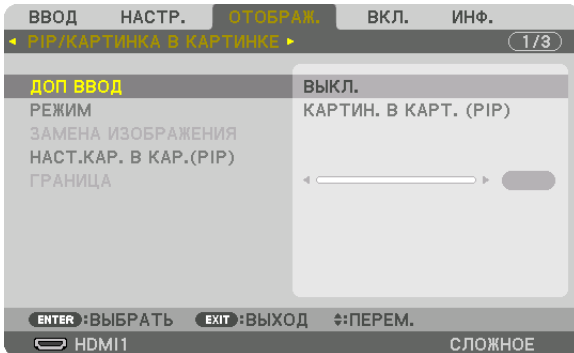 ВВОД НАСТР. ОТОБРАЖ. ВКЛ. ИНФ.
PIP/КАРТИНКА В КАРТИНКЕ 1/3
ДОП ВВОД ВЫКЛ.
РЕЖИМ КАРТИН. В КАРТ. (PIP)
ЗАМЕНА ИЗОБРАЖЕНИЯ
НАСТ.КАР. В КАР.(PIP)
ГРАНИЦА
ENTER :ВЫБРАТЬ EXIT :ВЫХОД :ПЕРЕМ.
HDMI1 СЛОЖНОЕ